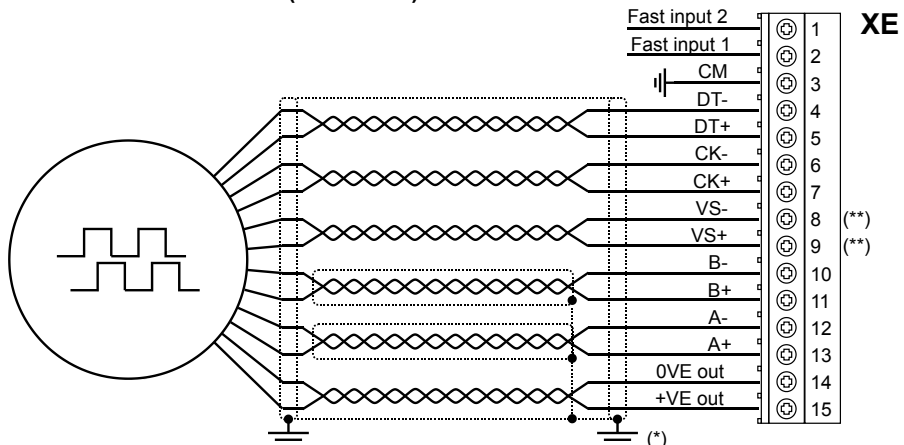 XE
Fast input 2 1
Fast input 1 2
CM 3
DT- 4
DT+ 5
CK- 6
CK+ 7
VS- 8 (**)
VS+ 9 (**)
B- 10
B+ 11
A- 12
A+ 13
0VE out 14
+VE out 15
(*)